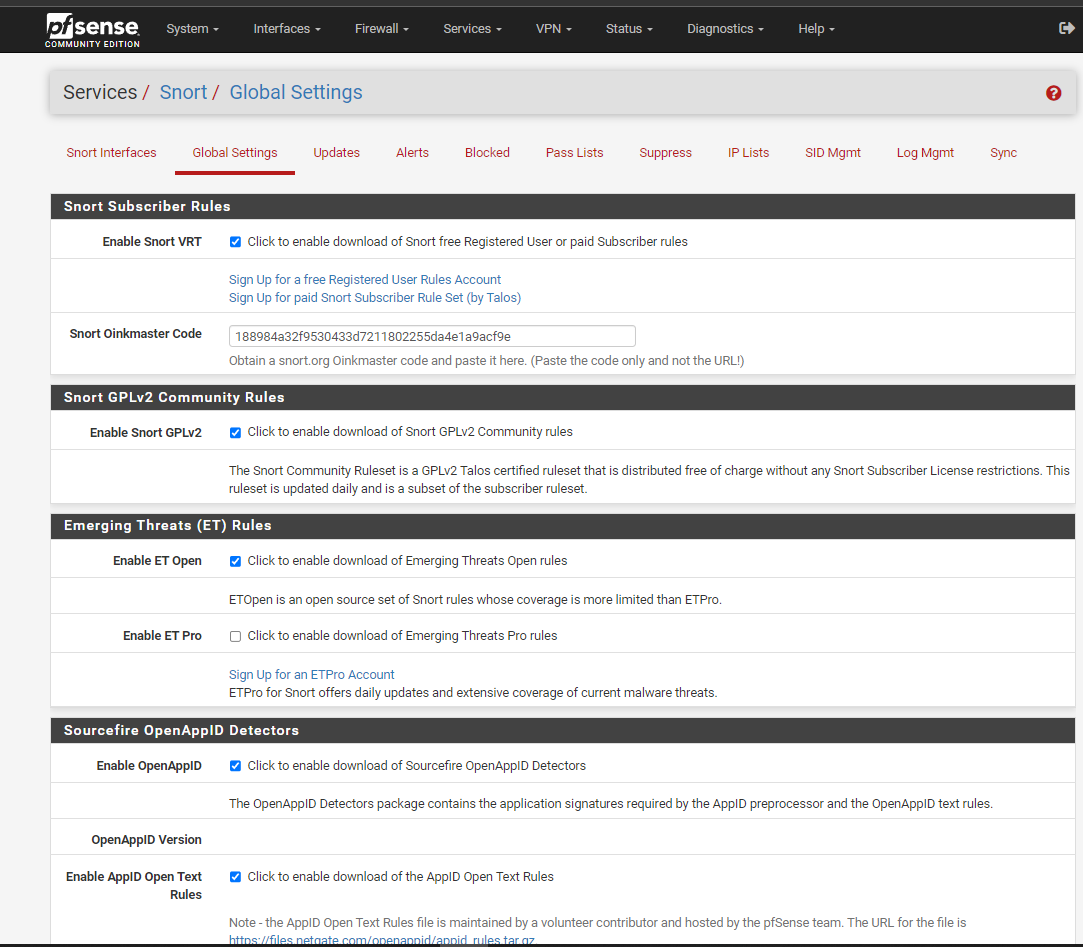 pfsense
COMMUNITY EDITION
System
Interfaces
Firewall
Services
VPN
Status
Diagnostics
Help
Services / Snort / Global Settings
?
Snort Interfaces
Global Settings
Updates
Alerts
Blocked
Pass Lists
Suppress
IP Lists
SID Mgmt
Log Mgmt
Sync
Snort Subscriber Rules
Enable Snort VRT
Click to enable download of Snort free Registered User or paid Subscriber rules
Sign Up for a free Registered User Rules Account
Sign Up for paid Snort Subscriber Rule Set (by Talos)
Snort Oinkmaster Code
188984a32f9530433d7211802255da4e1a9acf9e
Obtain a snort.org Oinkmaster code and paste it here. (Paste the code only and not the URL!)
Snort GPLv2 Community Rules
Enable Snort GPLv2
Click to enable download of Snort GPLv2 Community rules
The Snort Community Ruleset is a GPLv2 Talos certified ruleset that is distributed free of charge without any Snort Subscriber License restrictions. This
ruleset is updated daily and is a subset of the subscriber ruleset.
Emerging Threats (ET) Rules
Enable ET Open
Click to enable download of Emerging Threats Open rules
ETOpen is an open source set of Snort rules whose coverage is more limited than ETPro.
Enable ET Pro
Click to enable download of Emerging Threats Pro rules
Sign Up for an ETPro Account
ETPro for Snort offers daily updates and extensive coverage of current malware threats.
Sourcefire OpenAppID Detectors
Enable OpenAppID
Click to enable download of Sourcefire OpenAppID Detectors
The OpenAppID Detectors package contains the application signatures required by the AppID preprocessor and the OpenAppID text rules.
OpenAppID Version
Enable AppID Open Text
Rules
Click to enable download of the AppID Open Text Rules
Note - the AppID Open Text Rules file is maintained by a volunteer contributor and hosted by the pfSense team. The URL for the file is
https://files.netgate.com/openappid/appid_rules.tar.gz